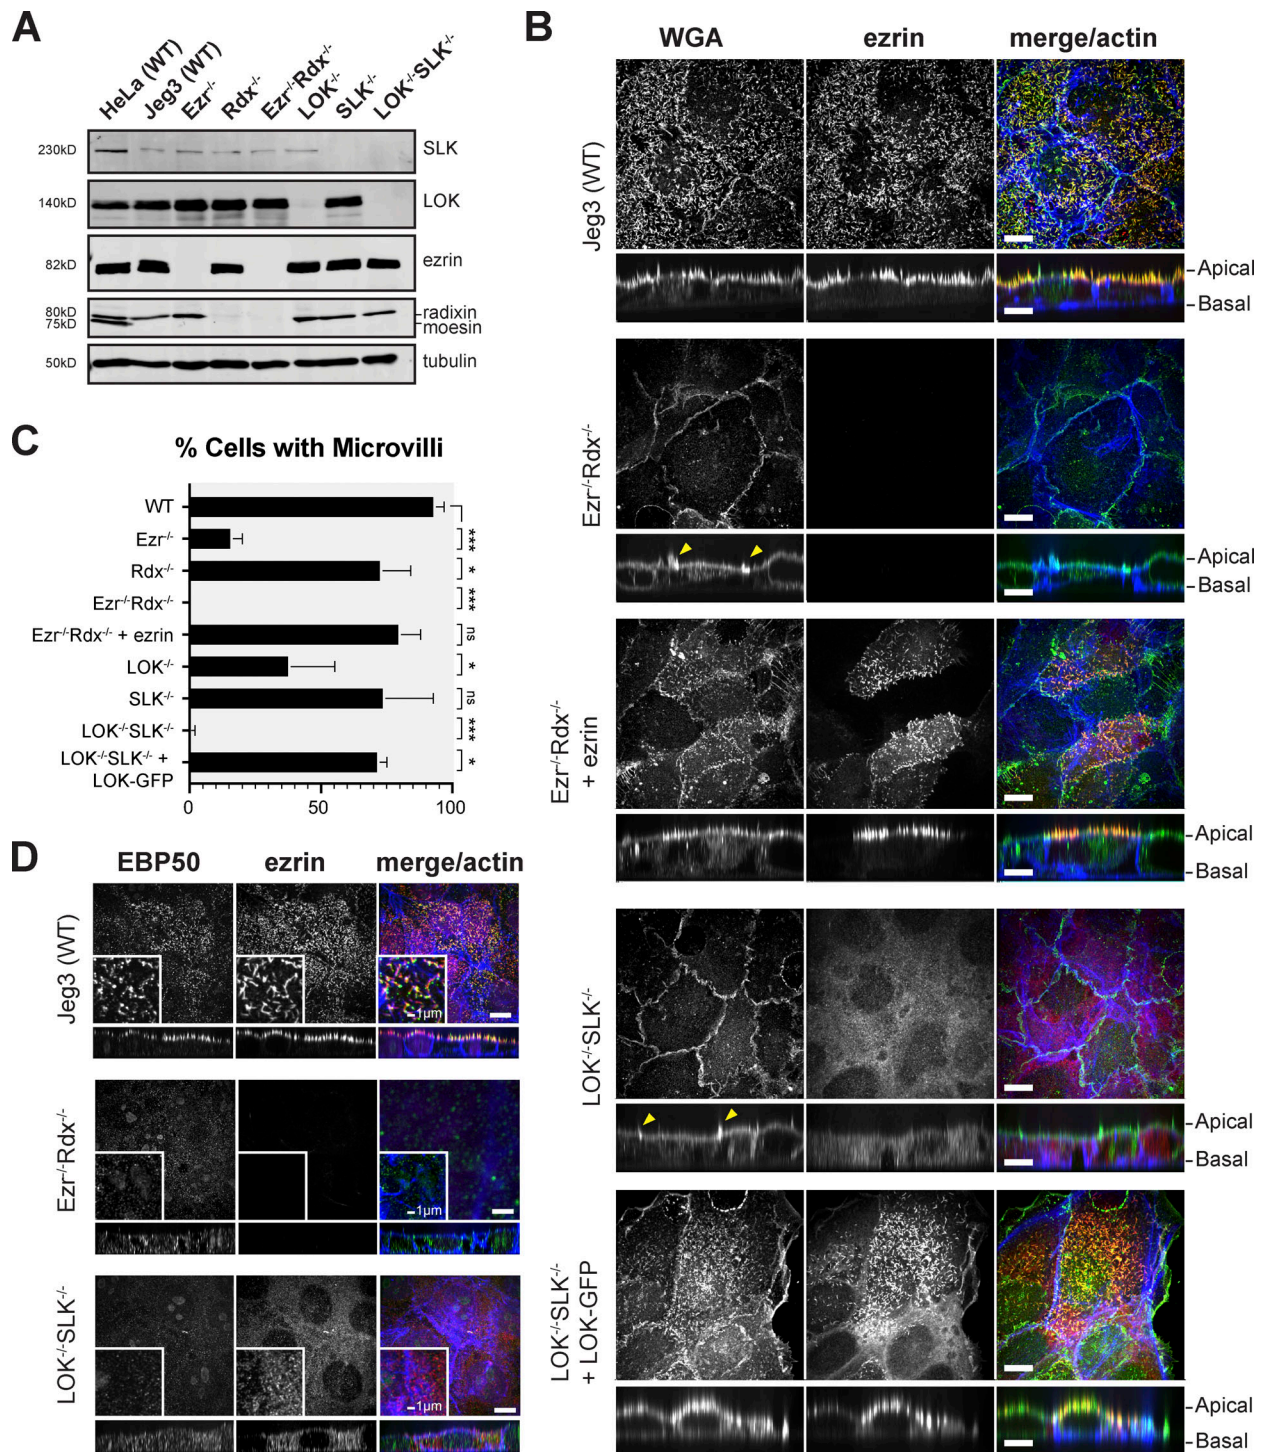 A
HeLa (WT)
Jeg3 (WT)
Ezr-/-
Rdx-/-
Ezr-/-Rdx-/-
LOK-/-
SLK-/-
LOK-/-SLK-/-
230kD
SLK
140kD
LOK
82kD
ezrin
80kD
radixin
75kD
moesin
50kD
tubulin
B
WGA ezrin merge/actin
Jeg3 (WT)
Apical
Basal
Ezr-/-Rdx-/-
Apical
Basal
Ezr-/-Rdx-/-
+ ezrin
Apical
Basal
LOK-/-SLK-/-
Apical
Basal
LOK-/-SLK-/-
+ LOK-GFP
Apical
Basal
C
% Cells with Microvilli
WT
Ezr-/-
***
Rdx-/-
*
Ezr-/-Rdx-/-
***
Ezr-/-Rdx-/- + ezrin
ns
LOK-/-
*
SLK-/-
ns
LOK-/-SLK-/-
***
LOK-/-SLK-/- +
LOK-GFP
*
0 50 100
D
EBP50 ezrin merge/actin
Jeg3 (WT)
1µm
Ezr-/-Rdx-/-
1µm
LOK-/-SLK-/-
1µm